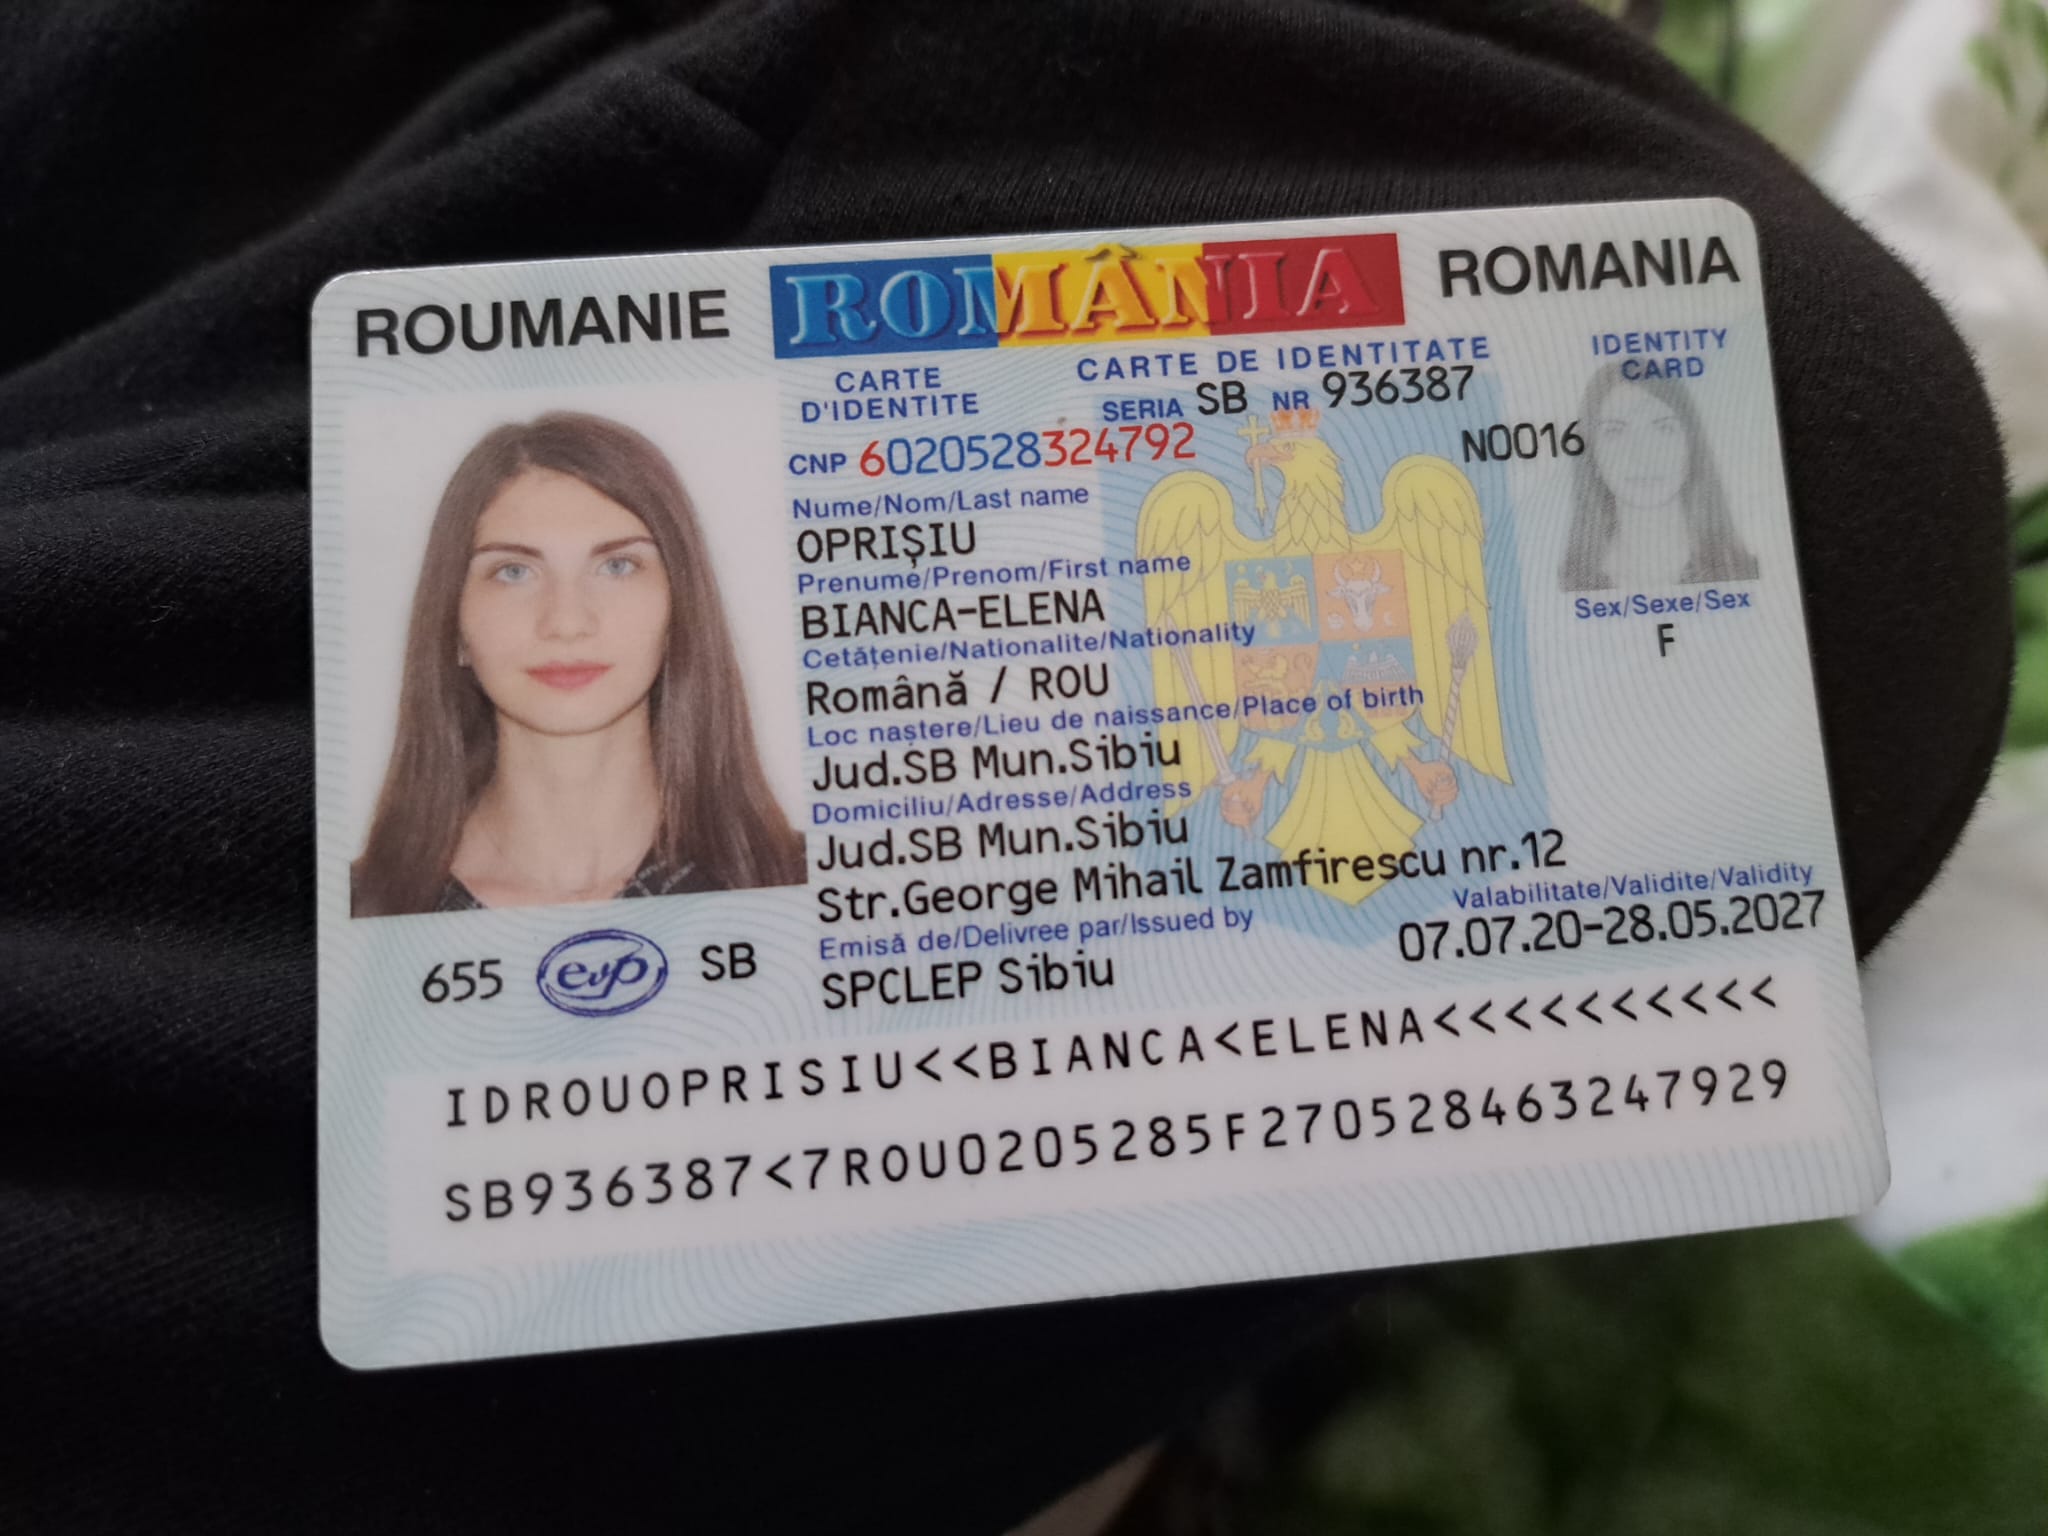 ROUMANIE ROMÂNIA ROMANIA
CARTE D'IDENTITE
CARTE DE IDENTITATE
IDENTITY CARD
SERIA SB NR 936387
CNP 6020528324792
N0016
Nume/Nom/Last name
OPRIȘIU
Prenume/Prenom/First name
BIANCA-ELENA
Cetățenie/Nationalite/Nationality
Română / ROU
Sex/Sexe/Sex
F
Loc naștere/Lieu de naissance/Place of birth
Jud.SB Mun.Sibiu
Domiciliu/Adresse/Address
Jud.SB Mun.Sibiu
Str.George Mihail Zamfirescu nr.12
Emisă de/Delivree par/Issued by
SPCLEP Sibiu
Valabilitate/Validite/Validity
07.07.20-28.05.2027
655 evp SB
IDROUOPRISIU<<BIANCA<ELENA<<<<<<<<<<
SB936387<7ROU0205285F270528463247929